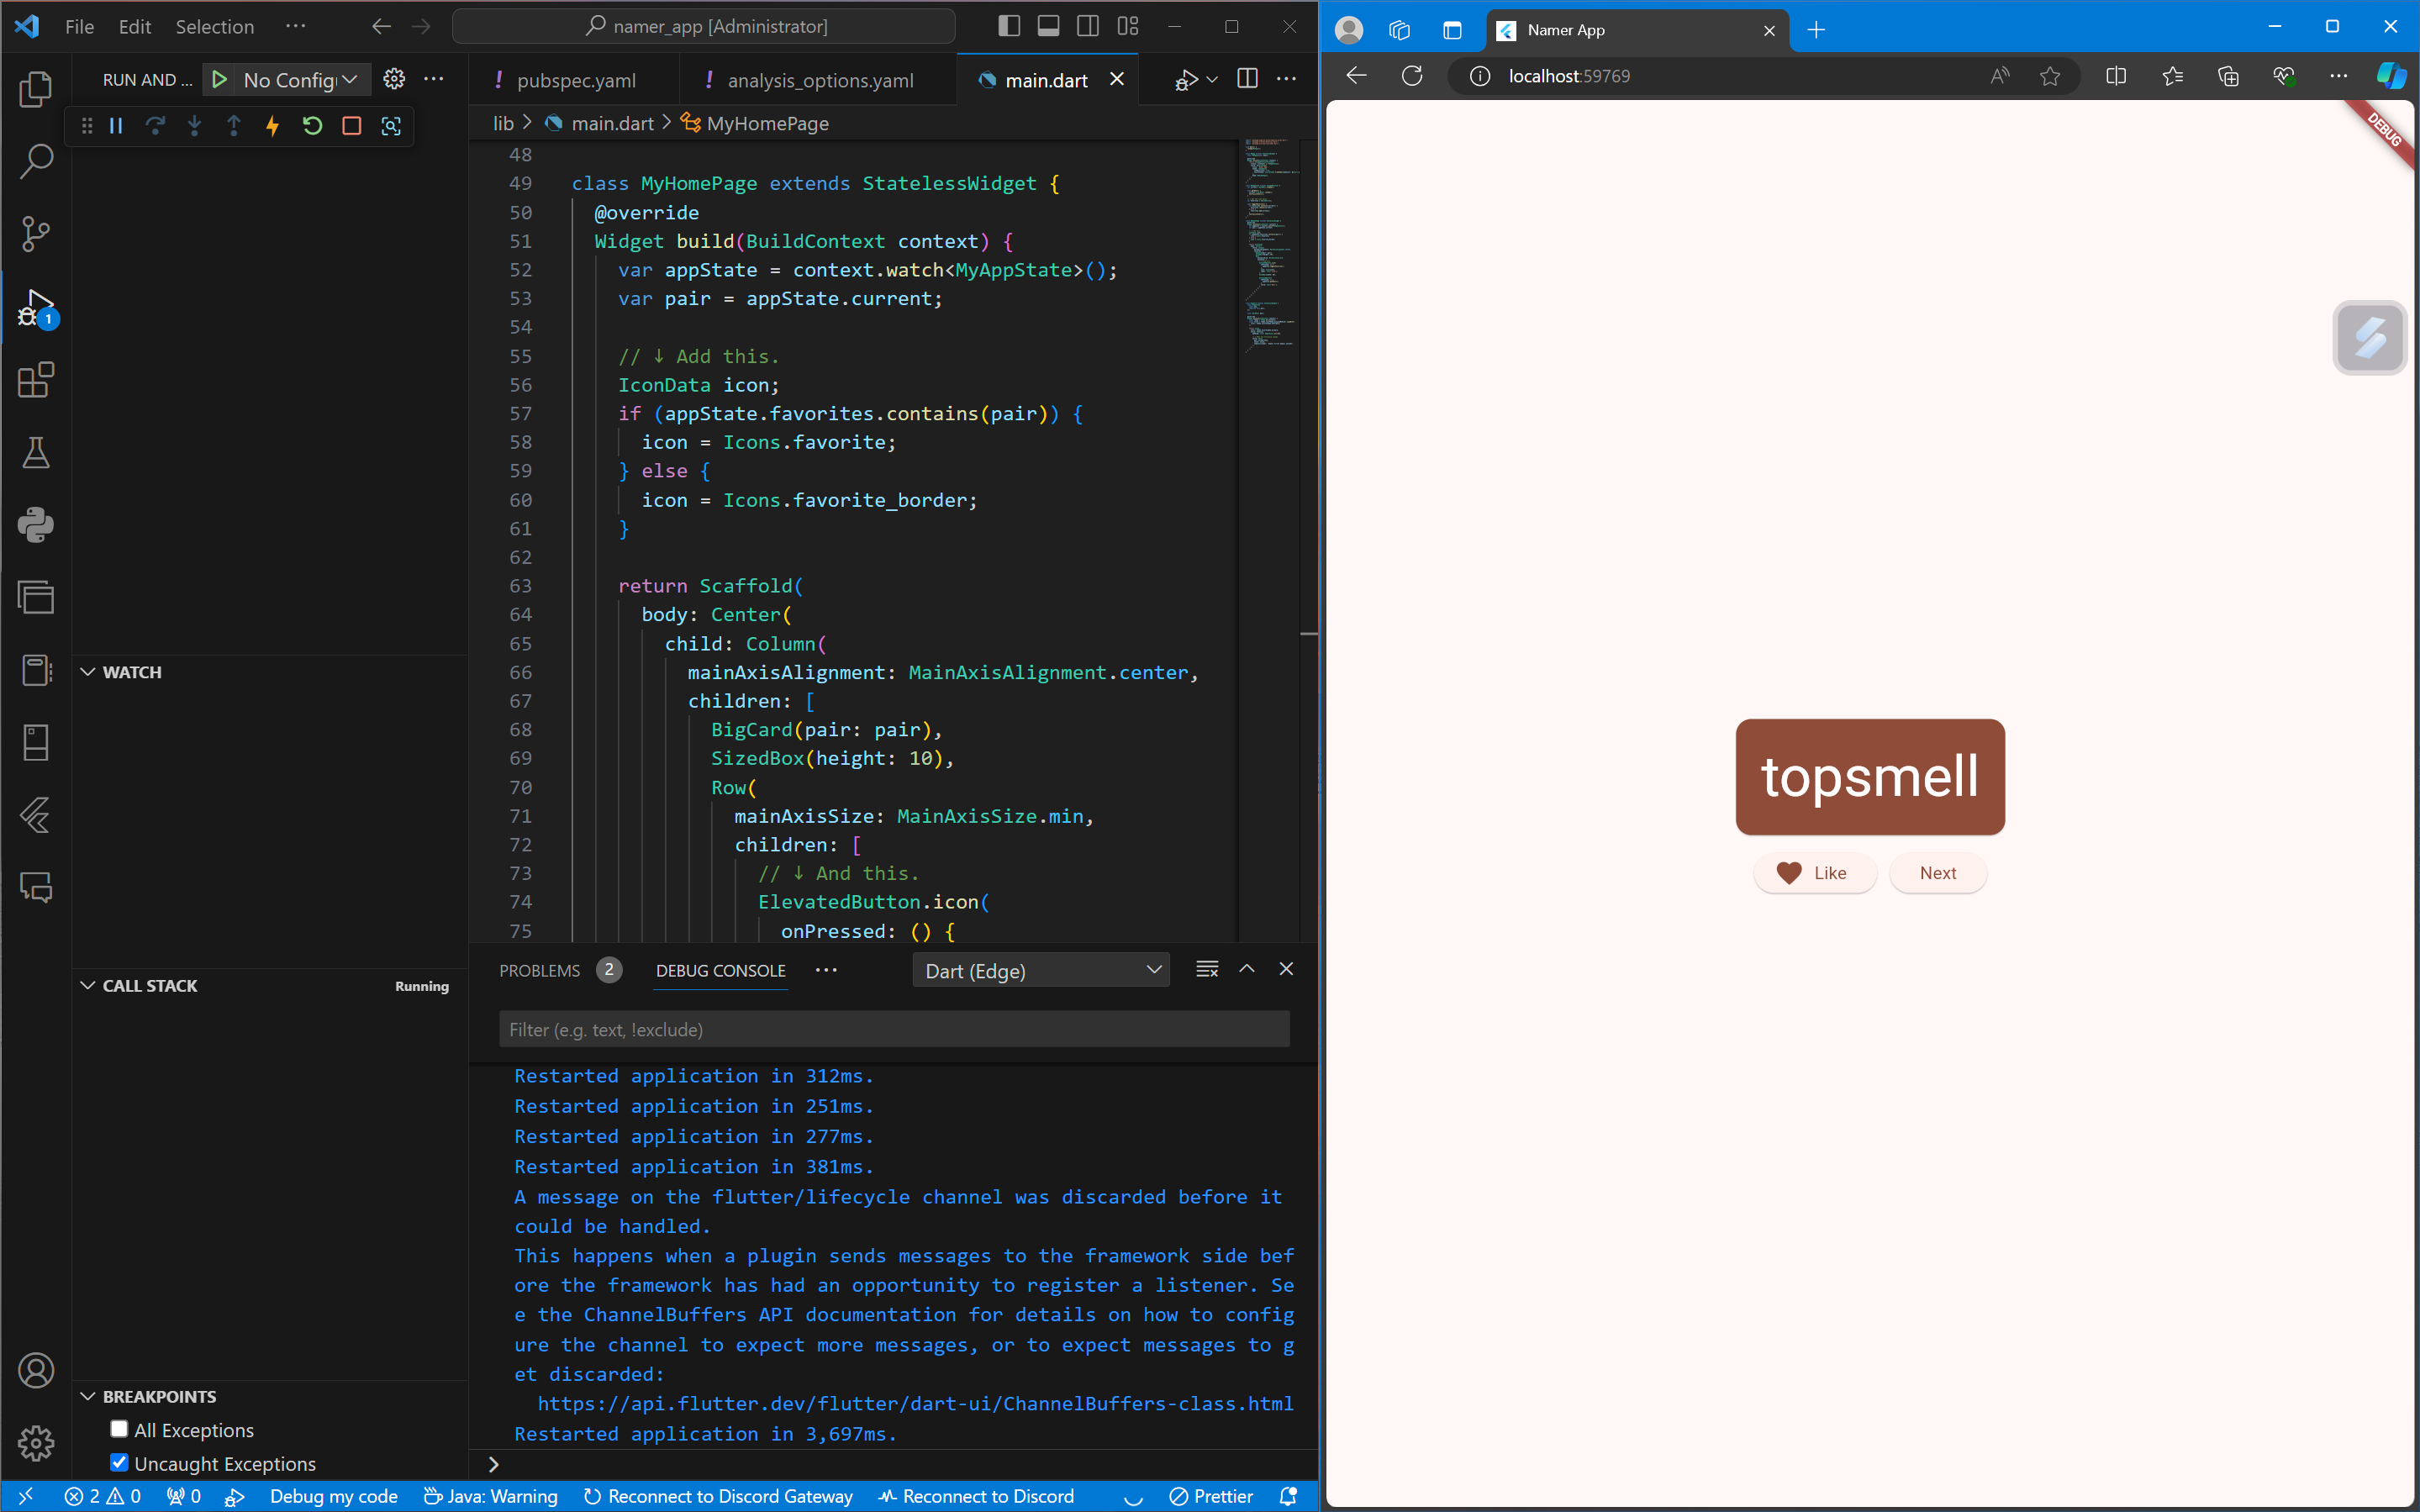 File Edit Selection ···
namer_app [Administrator]
RUN AND ... No Config
pubspec.yaml
analysis_options.yaml
main.dart
lib > main.dart > MyHomePage
48
49 class MyHomePage extends StatelessWidget {
50 @override
51 Widget build(BuildContext context) {
52 var appState = context.watch<MyAppState>();
53 var pair = appState.current;
54
55 // ↓ Add this.
56 IconData icon;
57 if (appState.favorites.contains(pair)) {
58 icon = Icons.favorite;
59 } else {
60 icon = Icons.favorite_border;
61 }
62
63 return Scaffold(
64 body: Center(
65 child: Column(
66 mainAxisAlignment: MainAxisAlignment.center,
67 children: [
68 BigCard(pair: pair),
69 SizedBox(height: 10),
70 Row(
71 mainAxisSize: MainAxisSize.min,
72 children: [
73 // ↓ And this.
74 ElevatedButton.icon(
75 onPressed: () {
WATCH
CALL STACK Running
BREAKPOINTS
All Exceptions
Uncaught Exceptions
1
PROBLEMS 2 DEBUG CONSOLE ··· Dart (Edge)
Filter (e.g. text, !exclude)
Restarted application in 312ms.
Restarted application in 251ms.
Restarted application in 277ms.
Restarted application in 381ms.
A message on the flutter/lifecycle channel was discarded before it
could be handled.
This happens when a plugin sends messages to the framework side bef
ore the framework has had an opportunity to register a listener. Se
e the ChannelBuffers API documentation for details on how to config
ure the channel to expect more messages, or to expect messages to g
et discarded:
https://api.flutter.dev/flutter/dart-ui/ChannelBuffers-class.html
Restarted application in 3,697ms.
>
2 0 0 Debug my code Java: Warning Reconnect to Discord Gateway Reconnect to Discord Prettier
Namer App
localhost:59769
DEBUG
topsmell
Like
Next